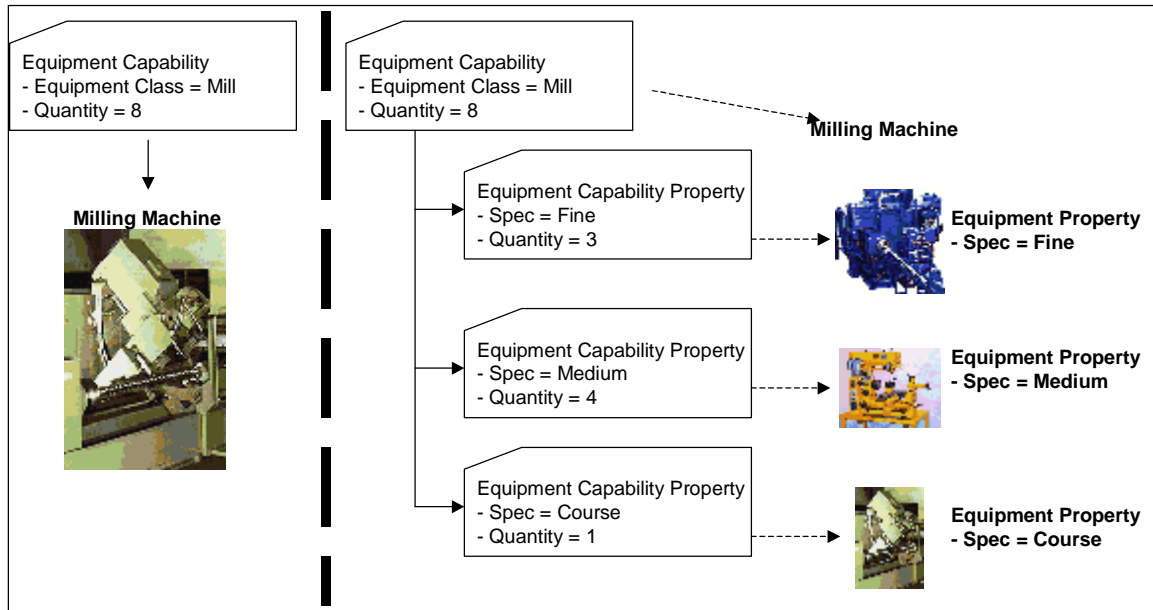 Equipment Capability
- Equipment Class = Mill
- Quantity = 8
Milling Machine
Equipment Capability
- Equipment Class = Mill
- Quantity = 8
Milling Machine
Equipment Capability Property
- Spec = Fine
- Quantity = 3
Equipment Property
- Spec = Fine
Equipment Capability Property
- Spec = Medium
- Quantity = 4
Equipment Property
- Spec = Medium
Equipment Capability Property
- Spec = Course
- Quantity = 1
Equipment Property
- Spec = Course